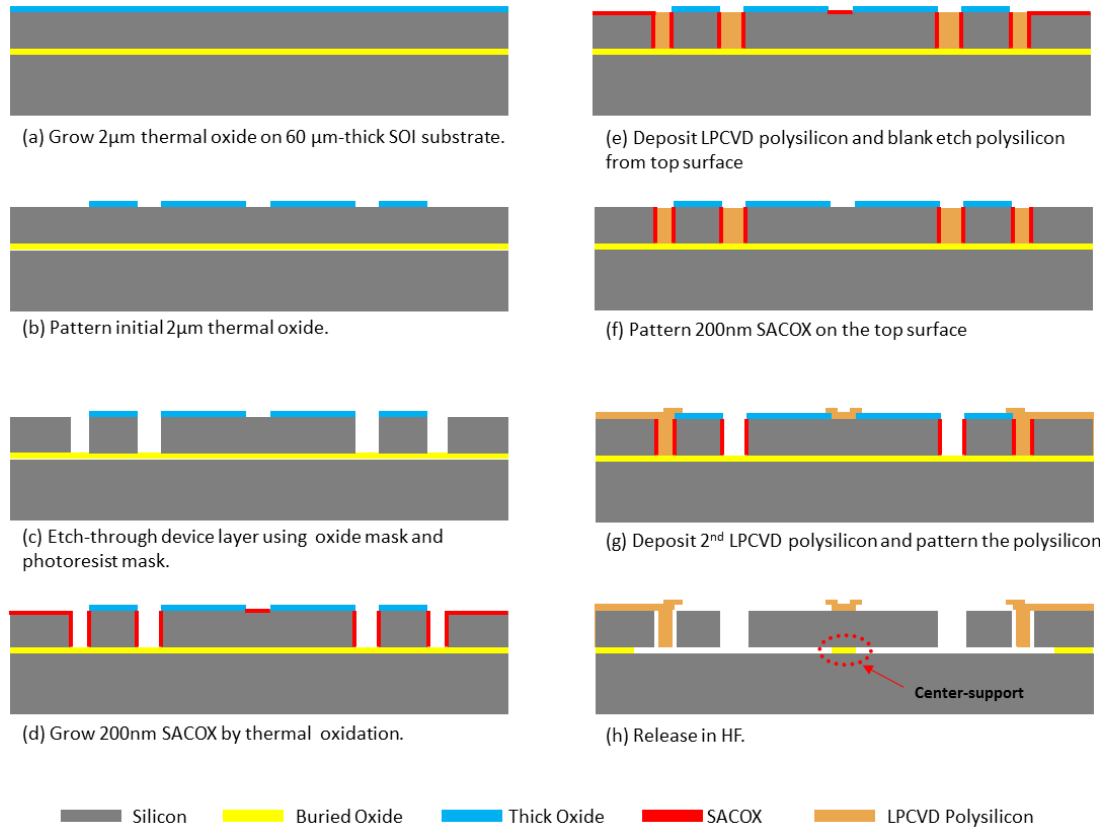 (a) Grow 2µm thermal oxide on 60 µm-thick SOI substrate.
(b) Pattern initial 2µm thermal oxide.
(c) Etch-through device layer using oxide mask and
photoresist mask.
(d) Grow 200nm SACOX by thermal oxidation.
(e) Deposit LPCVD polysilicon and blank etch polysilicon
from top surface
(f) Pattern 200nm SACOX on the top surface
(g) Deposit 2nd LPCVD polysilicon and pattern the polysilicon
Center-support
(h) Release in HF.
Silicon
Buried Oxide
Thick Oxide
SACOX
LPCVD Polysilicon